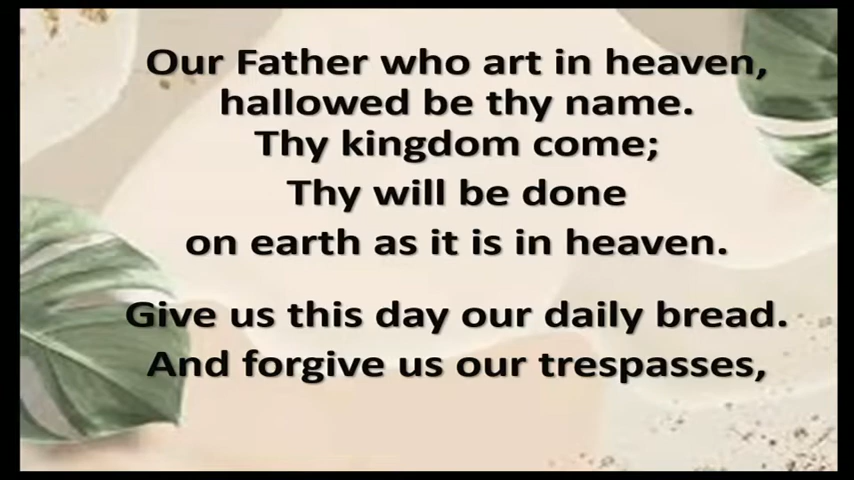 Our Father who art in heaven,
hallowed be thy name.
Thy kingdom come;
Thy will be done
on earth as it is in heaven.
Give us this day our daily bread.
And forgive us our trespasses,